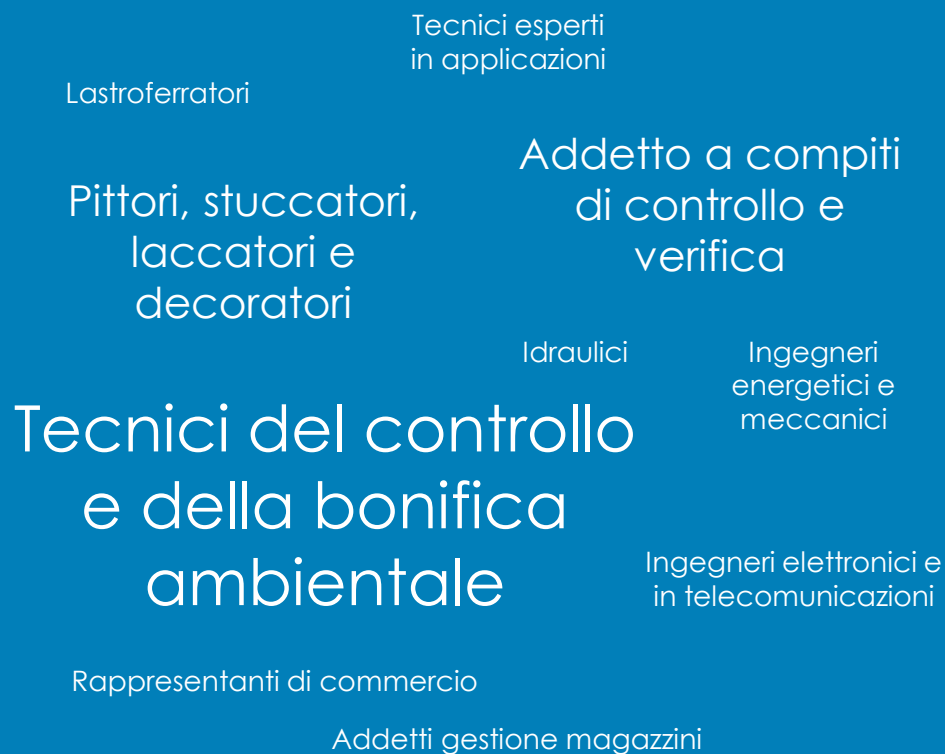 Tecnici esperti
in applicazioni
Lastroferratori
Addetto a compiti
di controllo e
verifica
Pittori, stuccatori,
laccatori e
decoratori
Idraulici
Ingegneri
energetici e
meccanici
Tecnici del controllo
e della bonifica
ambientale
Ingegneri elettronici e
in telecomunicazioni
Rappresentanti di commercio
Addetti gestione magazzini